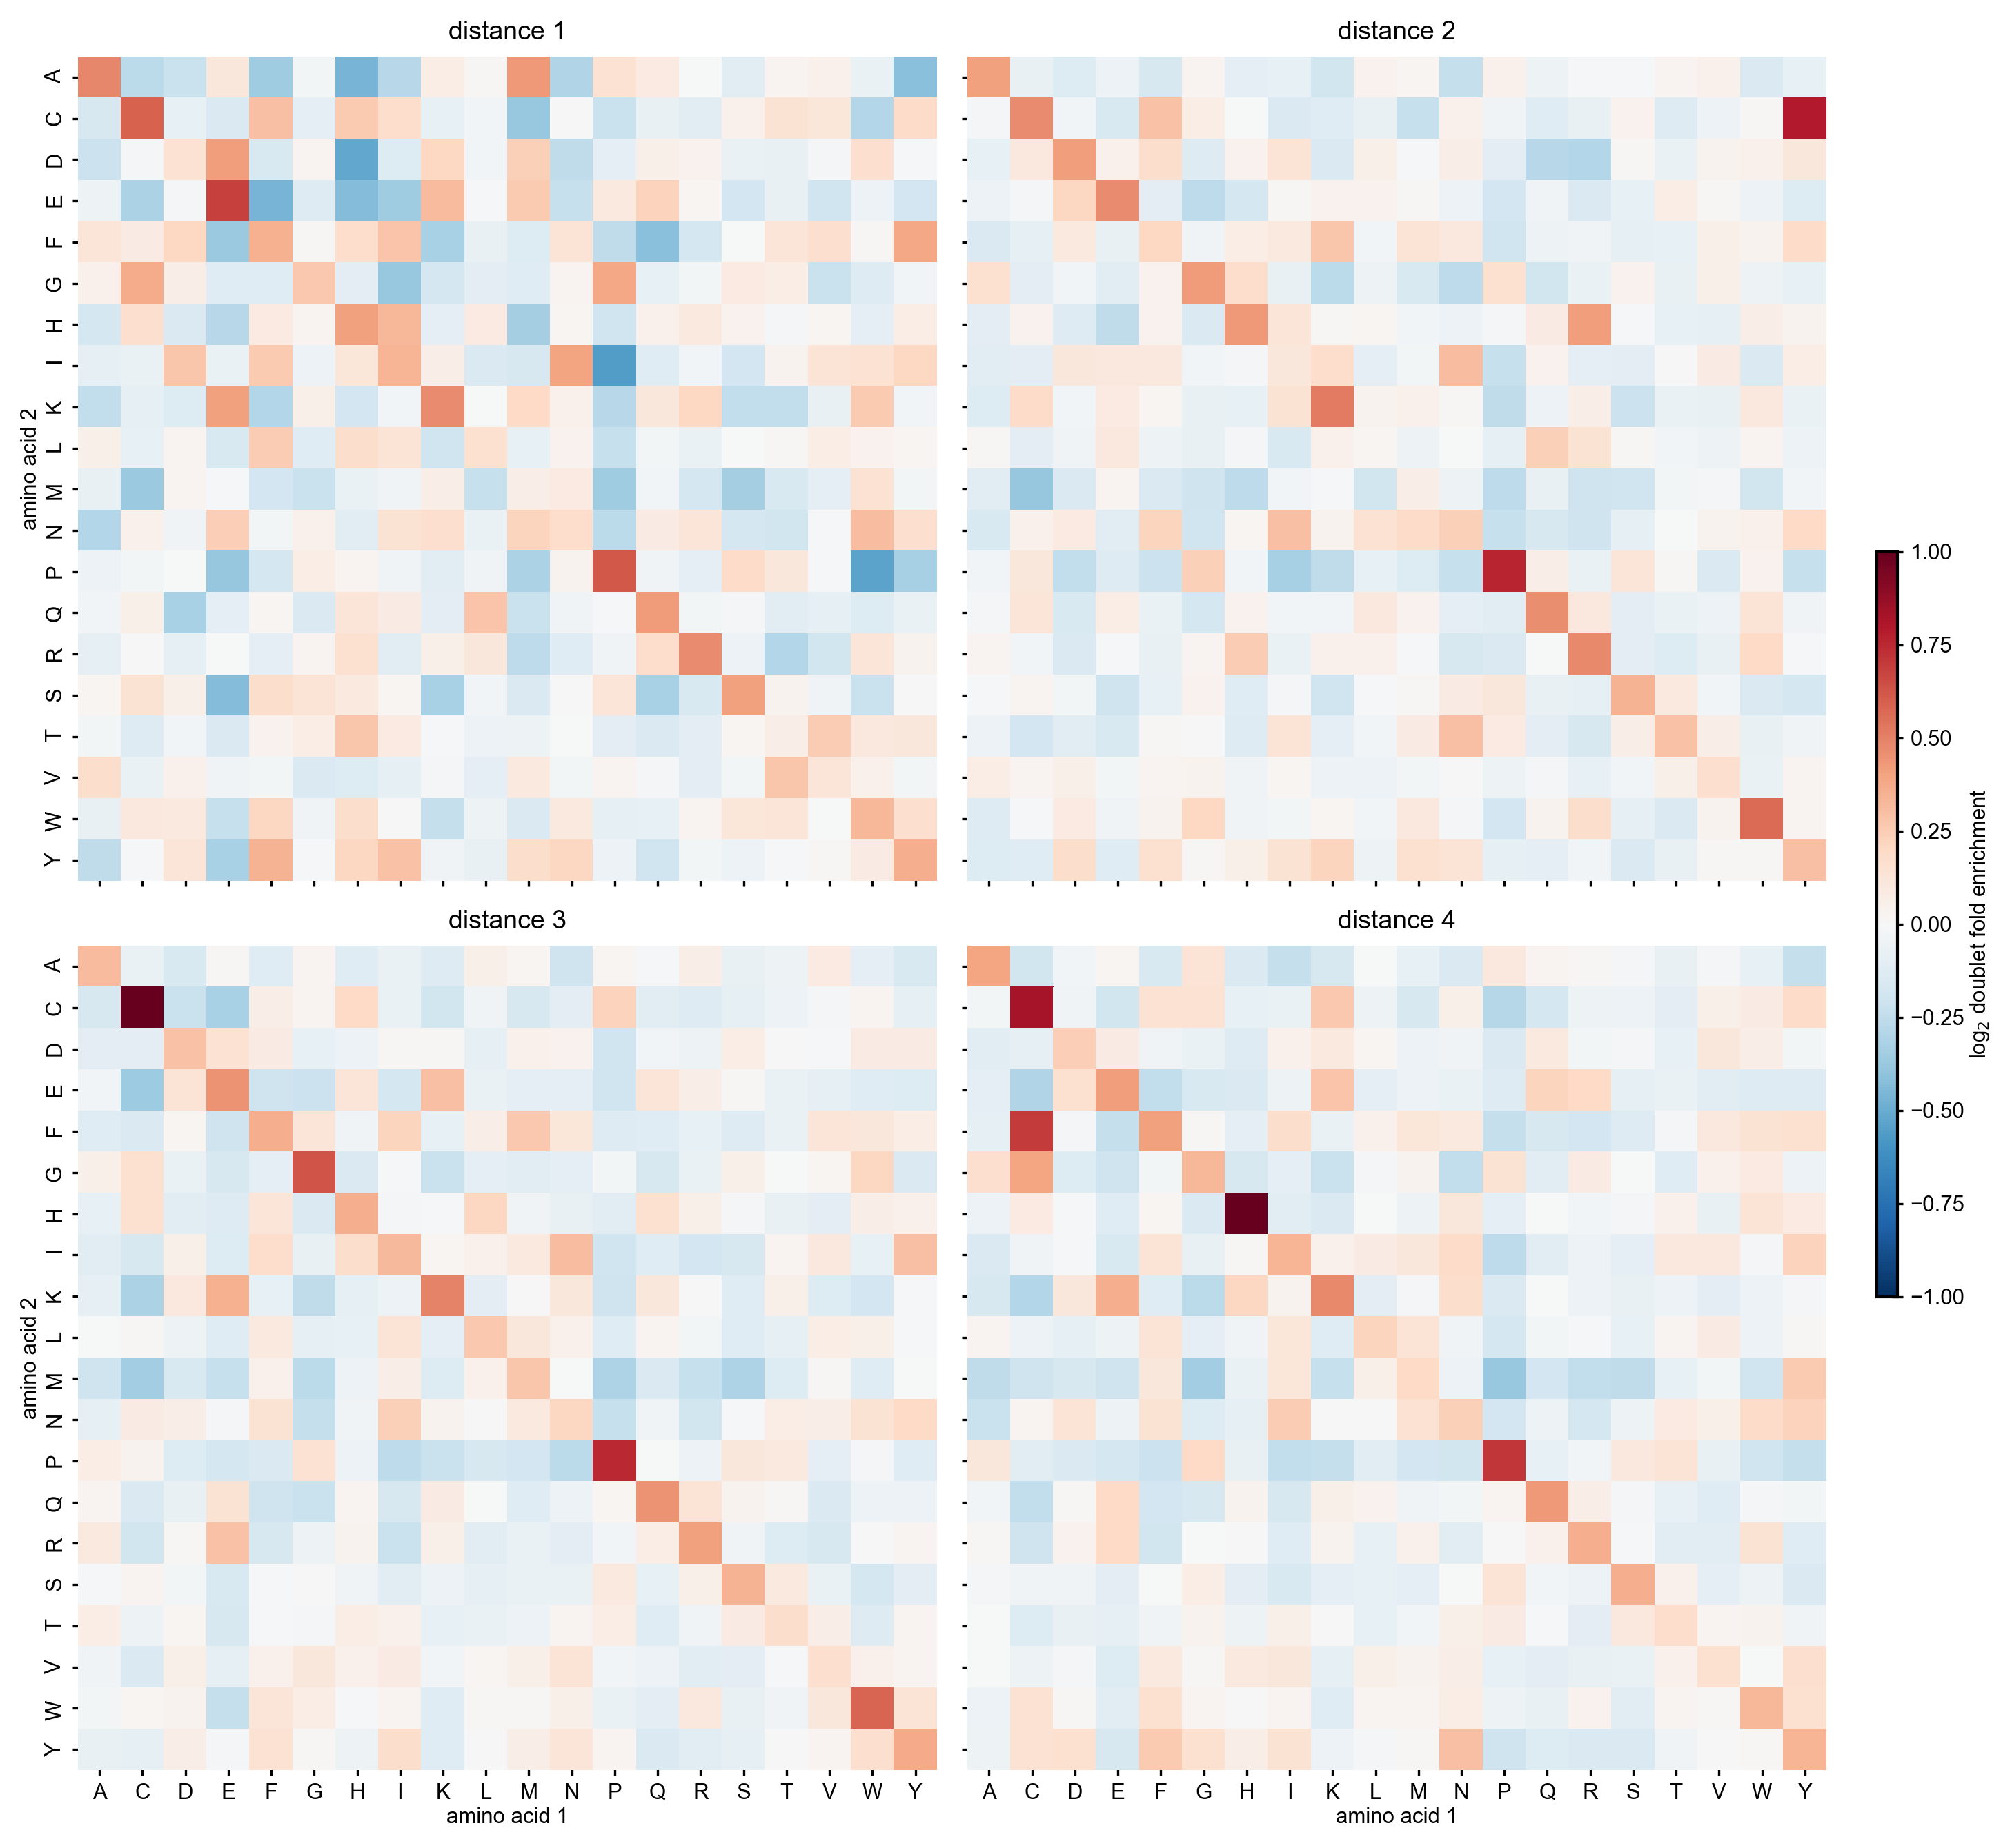 distance 1
distance 2
A
C
D
E
F
G
H
I
K
L
M
N
P
Q
R
S
T
V
W
Y
amino acid 2
distance 3
distance 4
A
C
D
E
F
G
H
I
K
L
M
N
P
Q
R
S
T
V
W
Y
amino acid 2
A C D E F G H I K L M N P Q R S T V W Y
amino acid 1
A C D E F G H I K L M N P Q R S T V W Y
amino acid 1
1.00
0.75
0.50
0.25
0.00
−0.25
−0.50
−0.75
−1.00
log₂ doublet fold enrichment